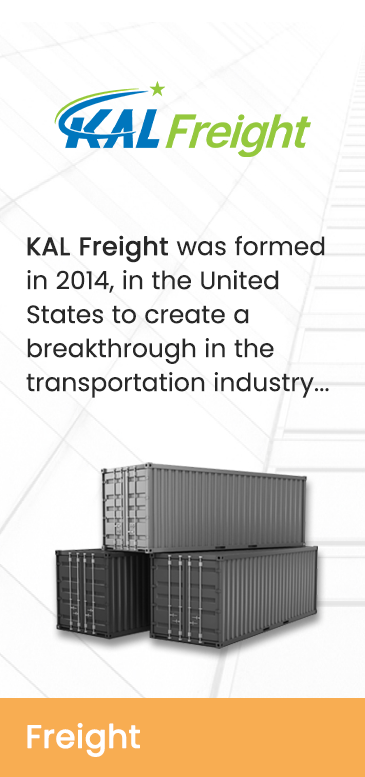 KAL Freight
KAL Freight was formed
in 2014, in the United
States to create a
breakthrough in the
transportation industry...
Freight